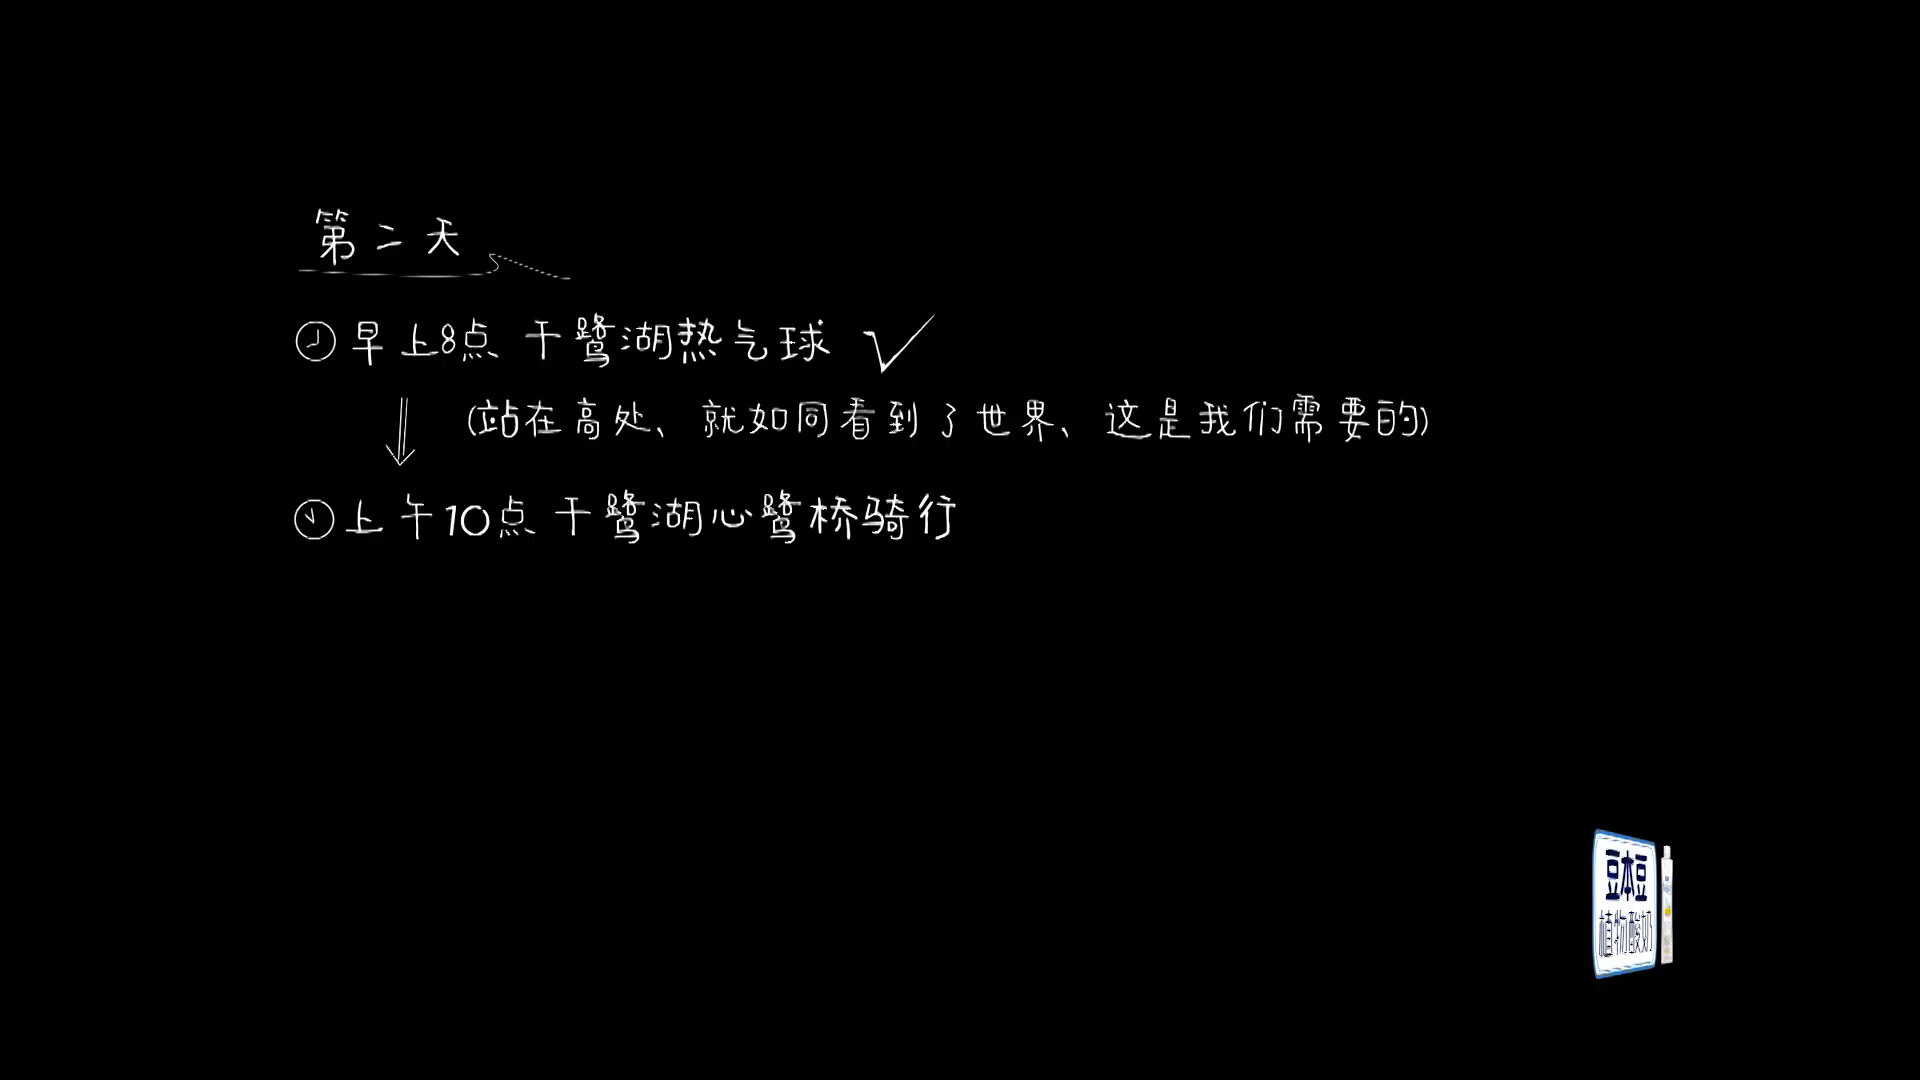 第二天
早上8点 干鹭湖热气球
(站在高处、就如同看到了世界、这是我们需要的)
上午10点 干鹭湖心鹭桥骑行
豆本豆
植物酸奶